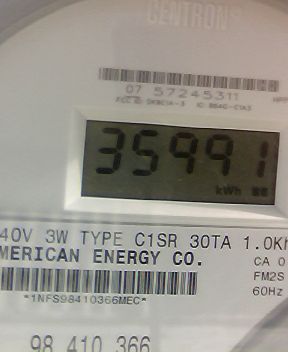 CENTRON®
07 57245311
35991
kWh
40V 3W TYPE C1SR 30TA 1.0Kh
MERICAN ENERGY CO.
CA 0
FM2S
60Hz
*1NFS98410366MEC*
98 410 366